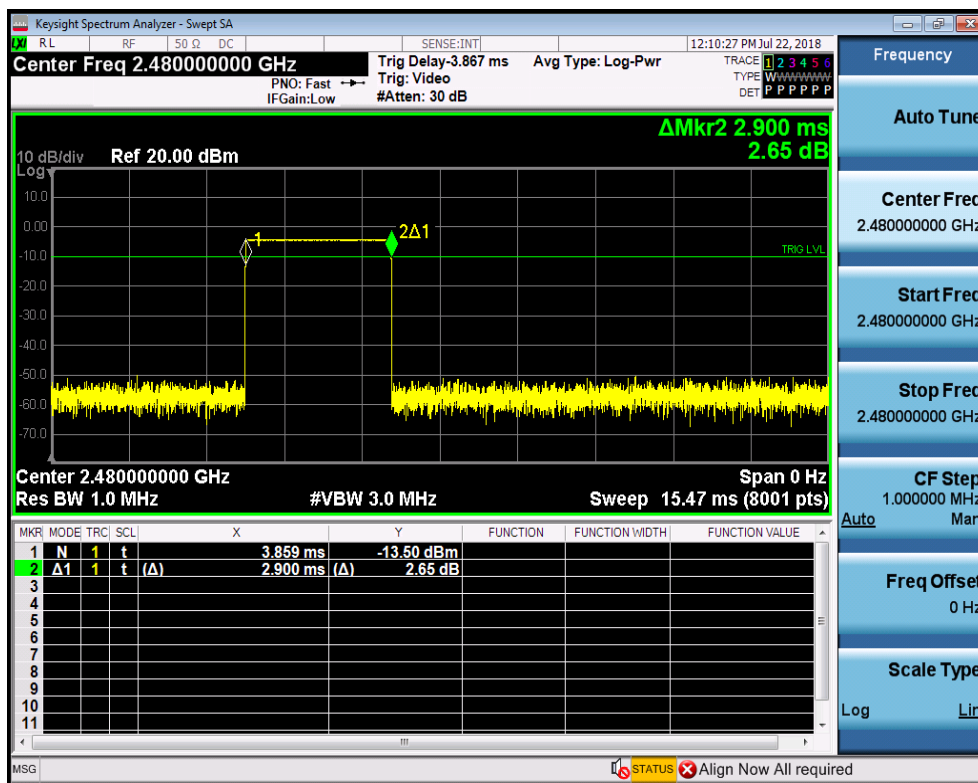 Keysight Spectrum Analyzer - Swept SA
LXI RL RF 50 Ω DC SENSE:INT 12:10:27 PM Jul 22, 2018
Center Freq 2.480000000 GHz
PNO: Fast
IFGain:Low
Trig Delay-3.867 ms
Trig: Video
#Atten: 30 dB
Avg Type: Log-Pwr
TRACE 1 2 3 4 5 6
TYPE WWWWWW
DET P P P P P P
ΔMkr2 2.900 ms
2.65 dB
10 dB/div Ref 20.00 dBm
Log
10.0
0.00
-10.0
-20.0
-30.0
-40.0
-50.0
-60.0
-70.0
1
2Δ1
TRIG LVL
Center 2.480000000 GHz Span 0 Hz
Res BW 1.0 MHz #VBW 3.0 MHz Sweep 15.47 ms (8001 pts)
MKR MODE TRC SCL X Y FUNCTION FUNCTION WIDTH FUNCTION VALUE
1 N 1 t 3.859 ms -13.50 dBm
2 Δ1 1 t (Δ) 2.900 ms (Δ) 2.65 dB
3
4
5
6
7
8
9
10
11
MSG STATUS Align Now All required
Frequency
Auto Tune
Center Freq
2.480000000 GHz
Start Freq
2.480000000 GHz
Stop Freq
2.480000000 GHz
CF Step
1.000000 MHz
Auto Man
Freq Offset
0 Hz
Scale Type
Log Lin